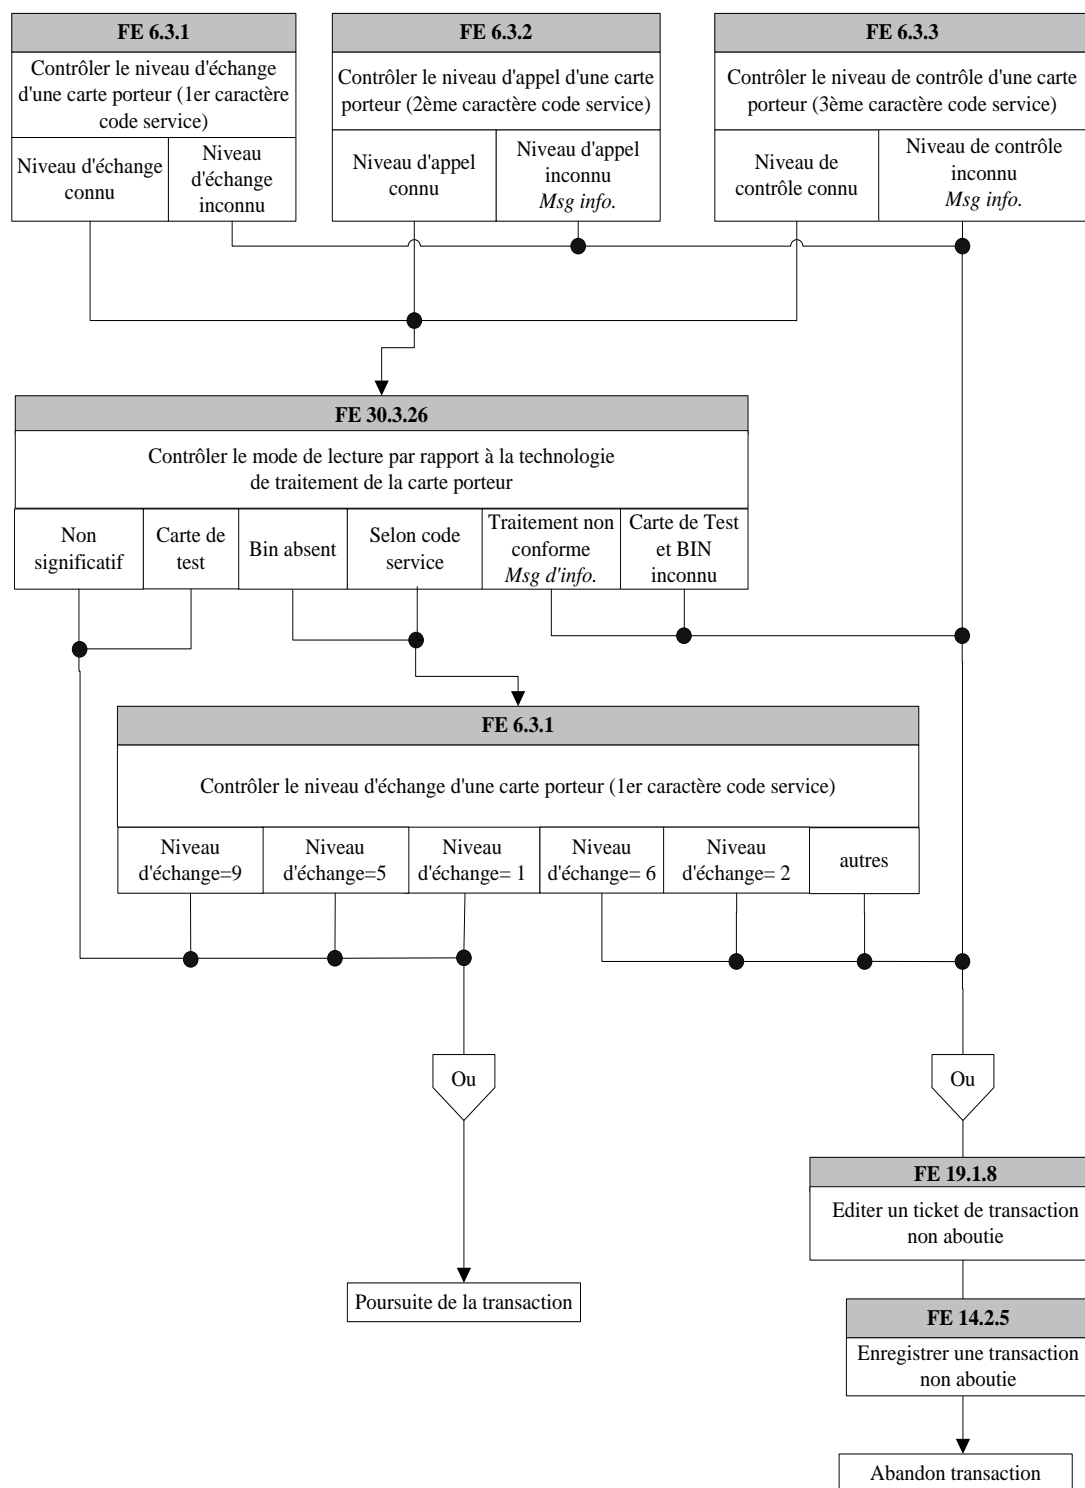 FE 6.3.1
Contrôler le niveau d'échange
d'une carte porteur (1er caractère
code service)
Niveau d'échange
connu
Niveau
d'échange
inconnu
FE 6.3.2
Contrôler le niveau d'appel d'une carte
porteur (2ème caractère code service)
Niveau d'appel
connu
Niveau d'appel
inconnu
Msg info.
FE 6.3.3
Contrôler le niveau de contrôle d'une carte
porteur (3ème caractère code service)
Niveau de
contrôle connu
Niveau de contrôle
inconnu
Msg info.
FE 30.3.26
Contrôler le mode de lecture par rapport à la technologie
de traitement de la carte porteur
Non
significatif
Carte de
test
Bin absent
Selon code
service
Traitement non
conforme
Msg d'info.
Carte de Test
et BIN
inconnu
FE 6.3.1
Contrôler le niveau d'échange d'une carte porteur (1er caractère code service)
Niveau
d'échange=9
Niveau
d'échange=5
Niveau
d'échange= 1
Niveau
d'échange= 6
Niveau
d'échange= 2
autres
Ou
Ou
FE 19.1.8
Editer un ticket de transaction
non aboutie
Poursuite de la transaction
FE 14.2.5
Enregistrer une transaction
non aboutie
Abandon transaction